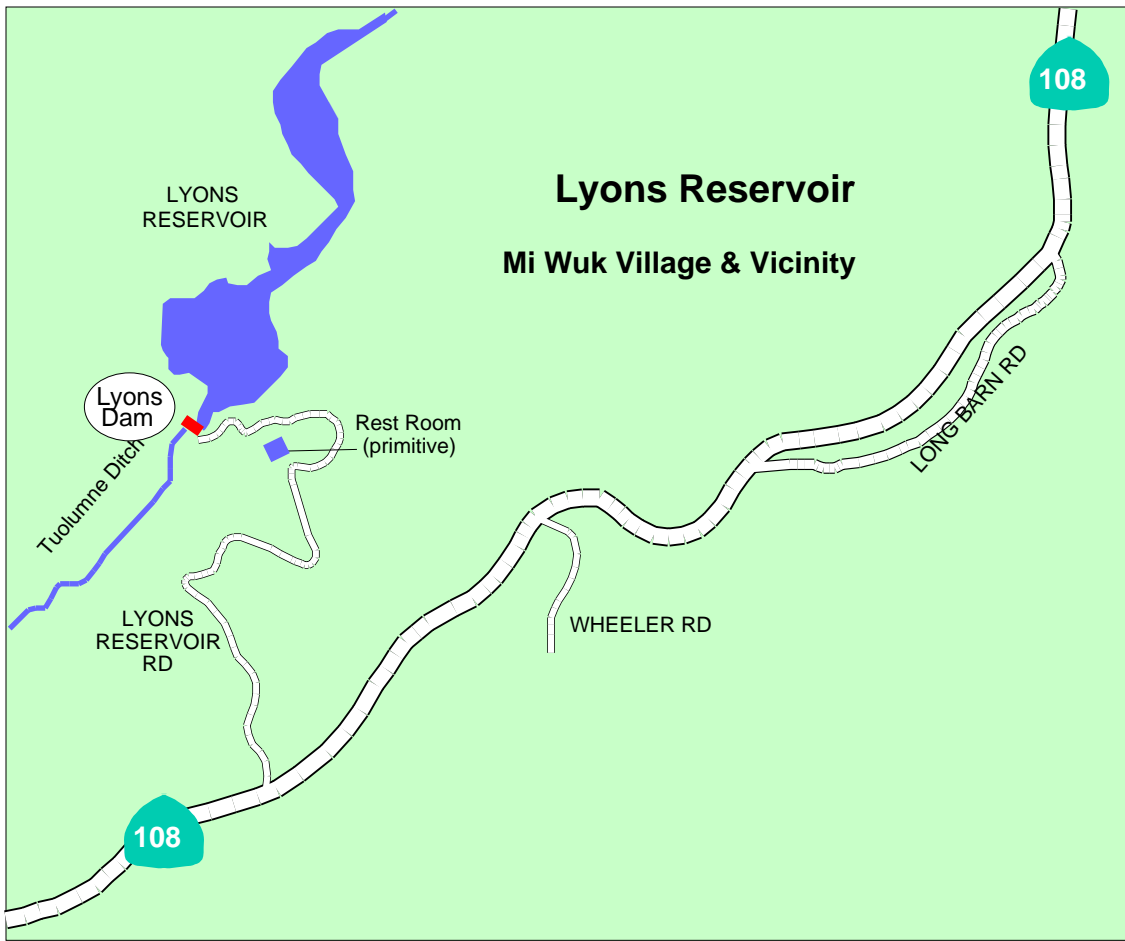 108
Lyons Reservoir
LYONS
RESERVOIR
Mi Wuk Village & Vicinity
LONG BARN RD
Lyons
Dam
Rest Room
(primitive)
Tuolumne Ditch
LYONS
RESERVOIR
RD
WHEELER RD
108